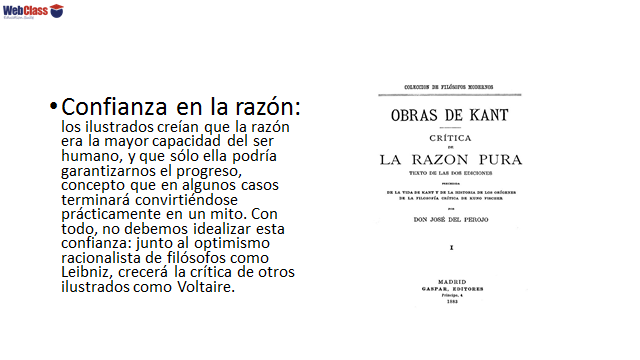 WebClass
• Confianza en la razón:
los ilustrados creían que la razón
era la mayor capacidad del ser
humano, y que sólo ella podría
garantizarnos el progreso,
concepto que en algunos casos
terminará convirtiéndose
prácticamente en un mito. Con
todo, no debemos idealizar esta
confianza: junto al optimismo
racionalista de filósofos como
Leibniz, crecerá la crítica de otros
ilustrados como Voltaire.
COLECCION DE FILÓSOFOS MODERNOS
OBRAS DE KANT
CRÍTICA
DE
LA RAZON PURA
TEXTO DE LAS DOS EDICIONES
PRECEDIDA
DE LA VIDA DE KANT Y DE LA HISTORIA DE LOS ORÍGENES
DE LA FILOSOFÍA CRÍTICA DE KUNO FISCHER
POR
DON JOSÉ DEL PEROJO
I
MADRID
GASPAR, EDITORES
Príncipe, 4
1883